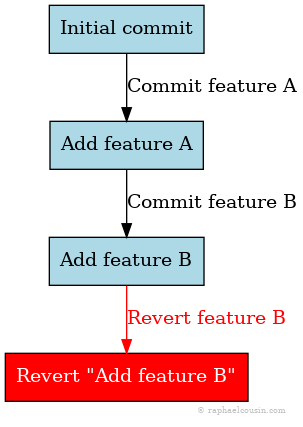 Initial commit
Commit feature A
Add feature A
Commit feature B
Add feature B
Revert feature B
Revert "Add feature B"
© raphaelcousin.com